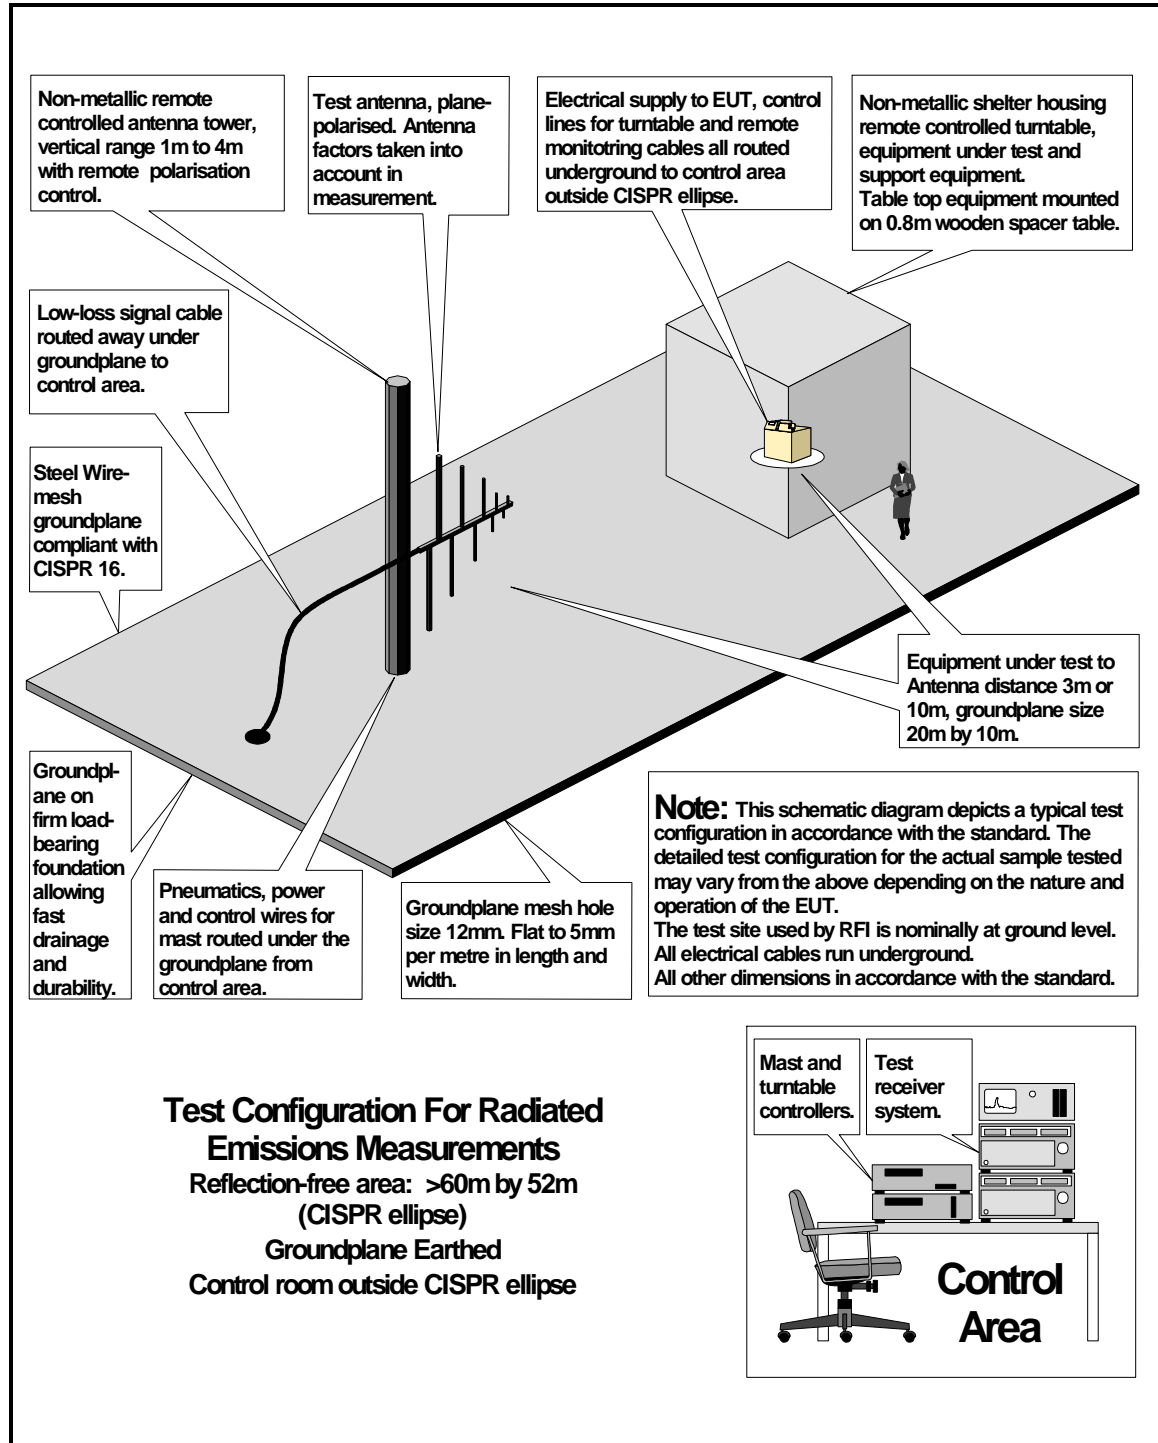 Non-metallic remote
controlled antenna tower,
vertical range 1m to 4m
with remote polarisation
control.
Test antenna, plane-
polarised. Antenna
factors taken into
account in
measurement.
Electrical supply to EUT, control
lines for turntable and remote
monitotring cables all routed
underground to control area
outside CISPR ellipse.
Non-metallic shelter housing
remote controlled turntable,
equipment under test and
support equipment.
Table top equipment mounted
on 0.8m wooden spacer table.
Low-loss signal cable
routed away under
groundplane to
control area.
Steel Wire-
mesh
groundplane
compliant with
CISPR 16.
Equipment under test to
Antenna distance 3m or
10m, groundplane size
20m by 10m.
Groundpl-
ane on
firm load-
bearing
foundation
allowing
fast
drainage
and
durability.
Pneumatics, power
and control wires for
mast routed under the
groundplane from
control area.
Groundplane mesh hole
size 12mm. Flat to 5mm
per metre in length and
width.
Note: This schematic diagram depicts a typical test
configuration in accordance with the standard. The
detailed test configuration for the actual sample tested
may vary from the above depending on the nature and
operation of the EUT.
The test site used by RFI is nominally at ground level.
All electrical cables run underground.
All other dimensions in accordance with the standard.
Test Configuration For Radiated
Emissions Measurements
Reflection-free area: >60m by 52m
(CISPR ellipse)
Groundplane Earthed
Control room outside CISPR ellipse
Mast and
turntable
controllers.
Test
receiver
system.
Control
Area